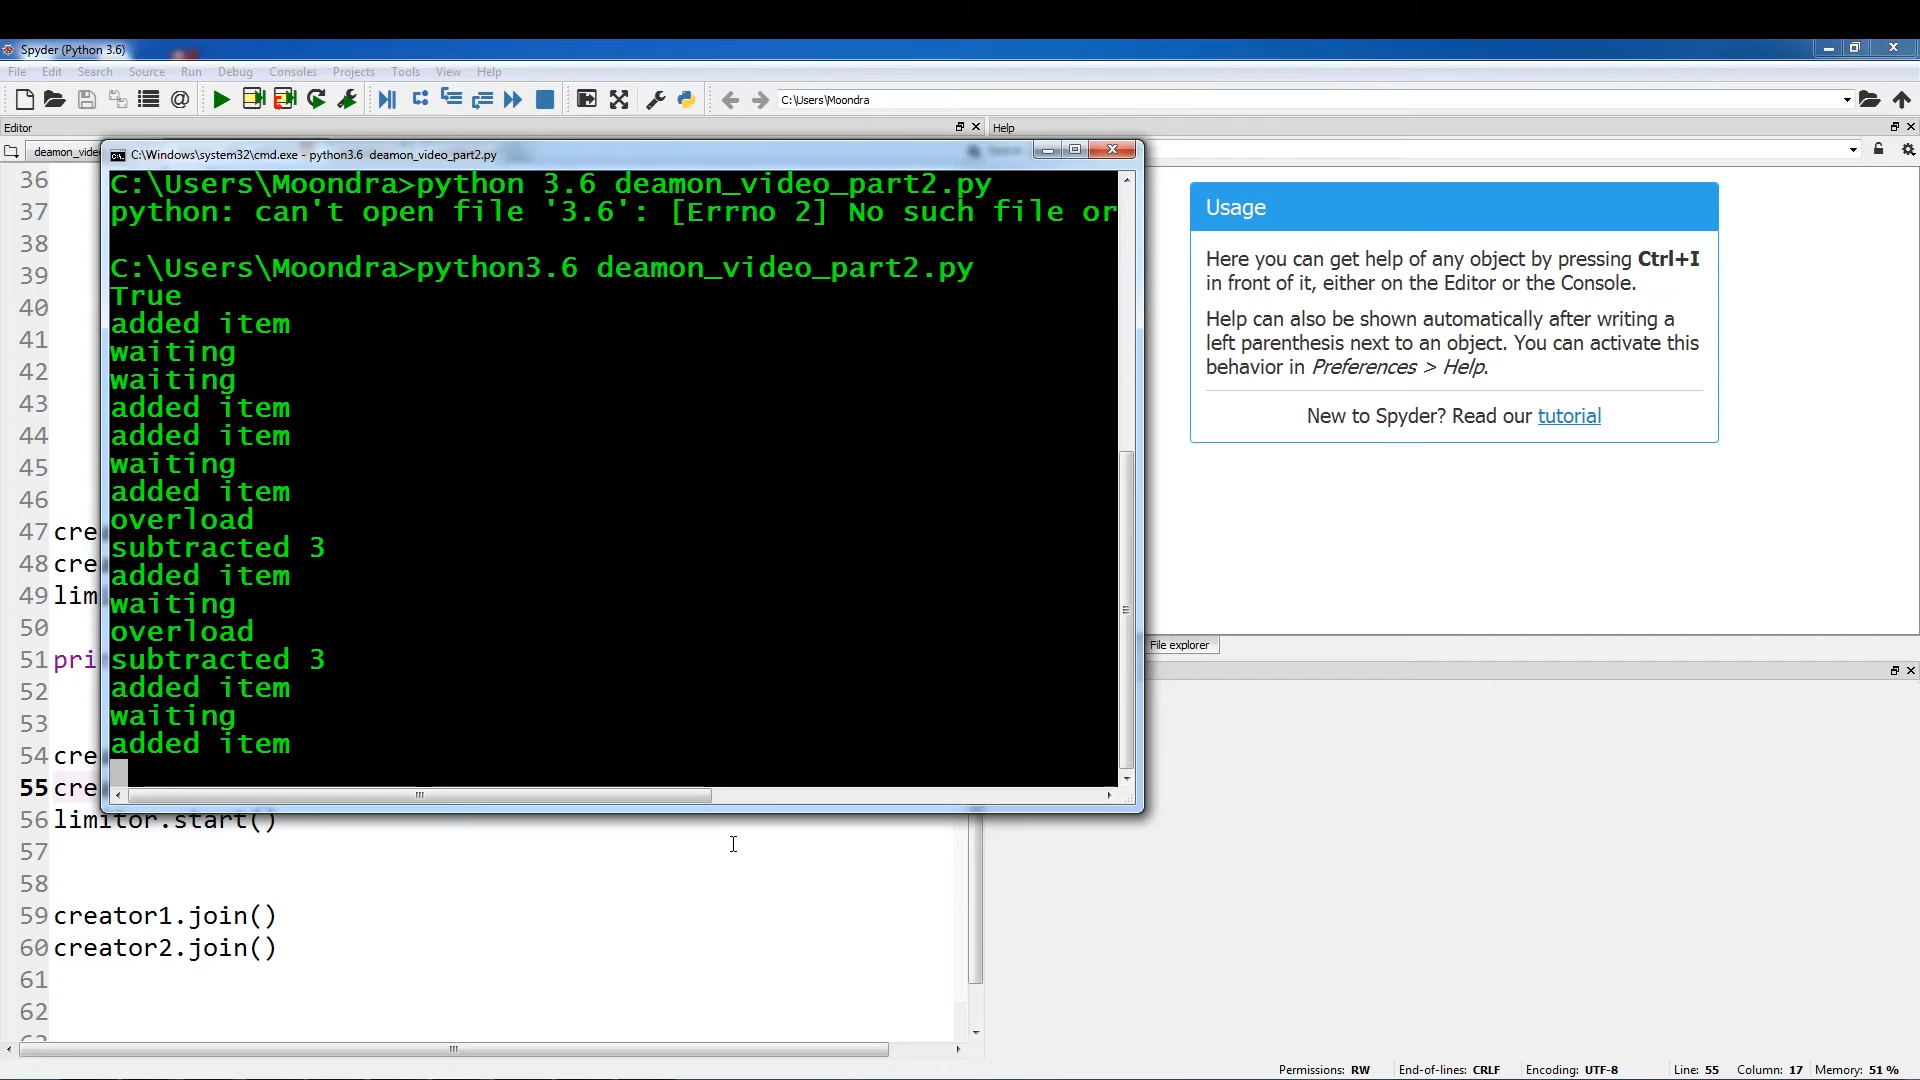 Spyder (Python 3.6)
File Edit Search Source Run Debug Consoles Projects Tools View Help
C:\Users\Moondra
Editor
Help
deamon_vide
C:\Windows\system32\cmd.exe - python3.6 deamon_video_part2.py
C:\Users\Moondra>python 3.6 deamon_video_part2.py
python: can't open file '3.6': [Errno 2] No such file or
C:\Users\Moondra>python3.6 deamon_video_part2.py
True
added item
waiting
waiting
added item
added item
waiting
added item
overload
subtracted 3
added item
waiting
overload
subtracted 3
added item
waiting
added item
36
37
38
39
40
41
42
43
44
45
46
47 cre
48 cre
49 lim
50
51 pri
52
53
54 cre
55 cre
56 limitor.start()
57
58
59 creator1.join()
60 creator2.join()
61
62
Usage
Here you can get help of any object by pressing Ctrl+I
in front of it, either on the Editor or the Console.
Help can also be shown automatically after writing a
left parenthesis next to an object. You can activate this
behavior in Preferences > Help.
New to Spyder? Read our tutorial
File explorer
Permissions: RW End-of-lines: CRLF Encoding: UTF-8 Line: 55 Column: 17 Memory: 51 %